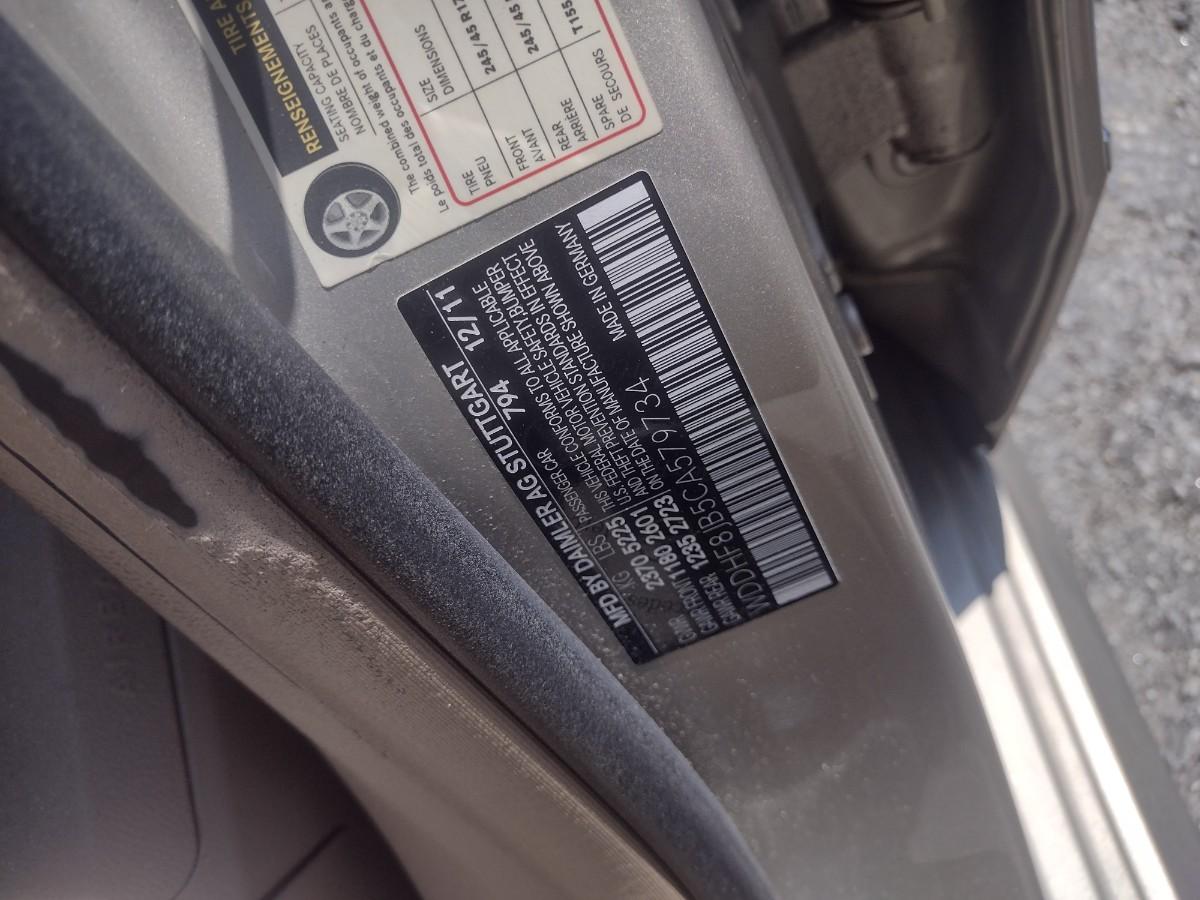 TIRE A
RENSEIGNEMENTS
SEATING CAPACITY
NOMBRE DE PLACES
The combined weight of occupants a
Le poids total des occupants et du charg
TIRE SIZE
PNEU DIMENSIONS
FRONT 245/45 R17
AVANT
REAR 245/45
ARRIÈRE
SPARE T155
DE SECOURS
MFD BY DAIMLER AG STUTTGART
794 12/11
KG LBS PASSENGER CAR
GVWR 2370 5225
GAWR FRONT 1180 2601
GAWR REAR 1235 2723
THIS VEHICLE CONFORMS TO ALL APPLICABLE
U.S. FEDERAL MOTOR VEHICLE SAFETY, BUMPER
AND THEFT PREVENTION STANDARDS IN EFFECT
ON THE DATE OF MANUFACTURE SHOWN ABOVE
WDDHF8JB5CA579734 MADE IN GERMANY